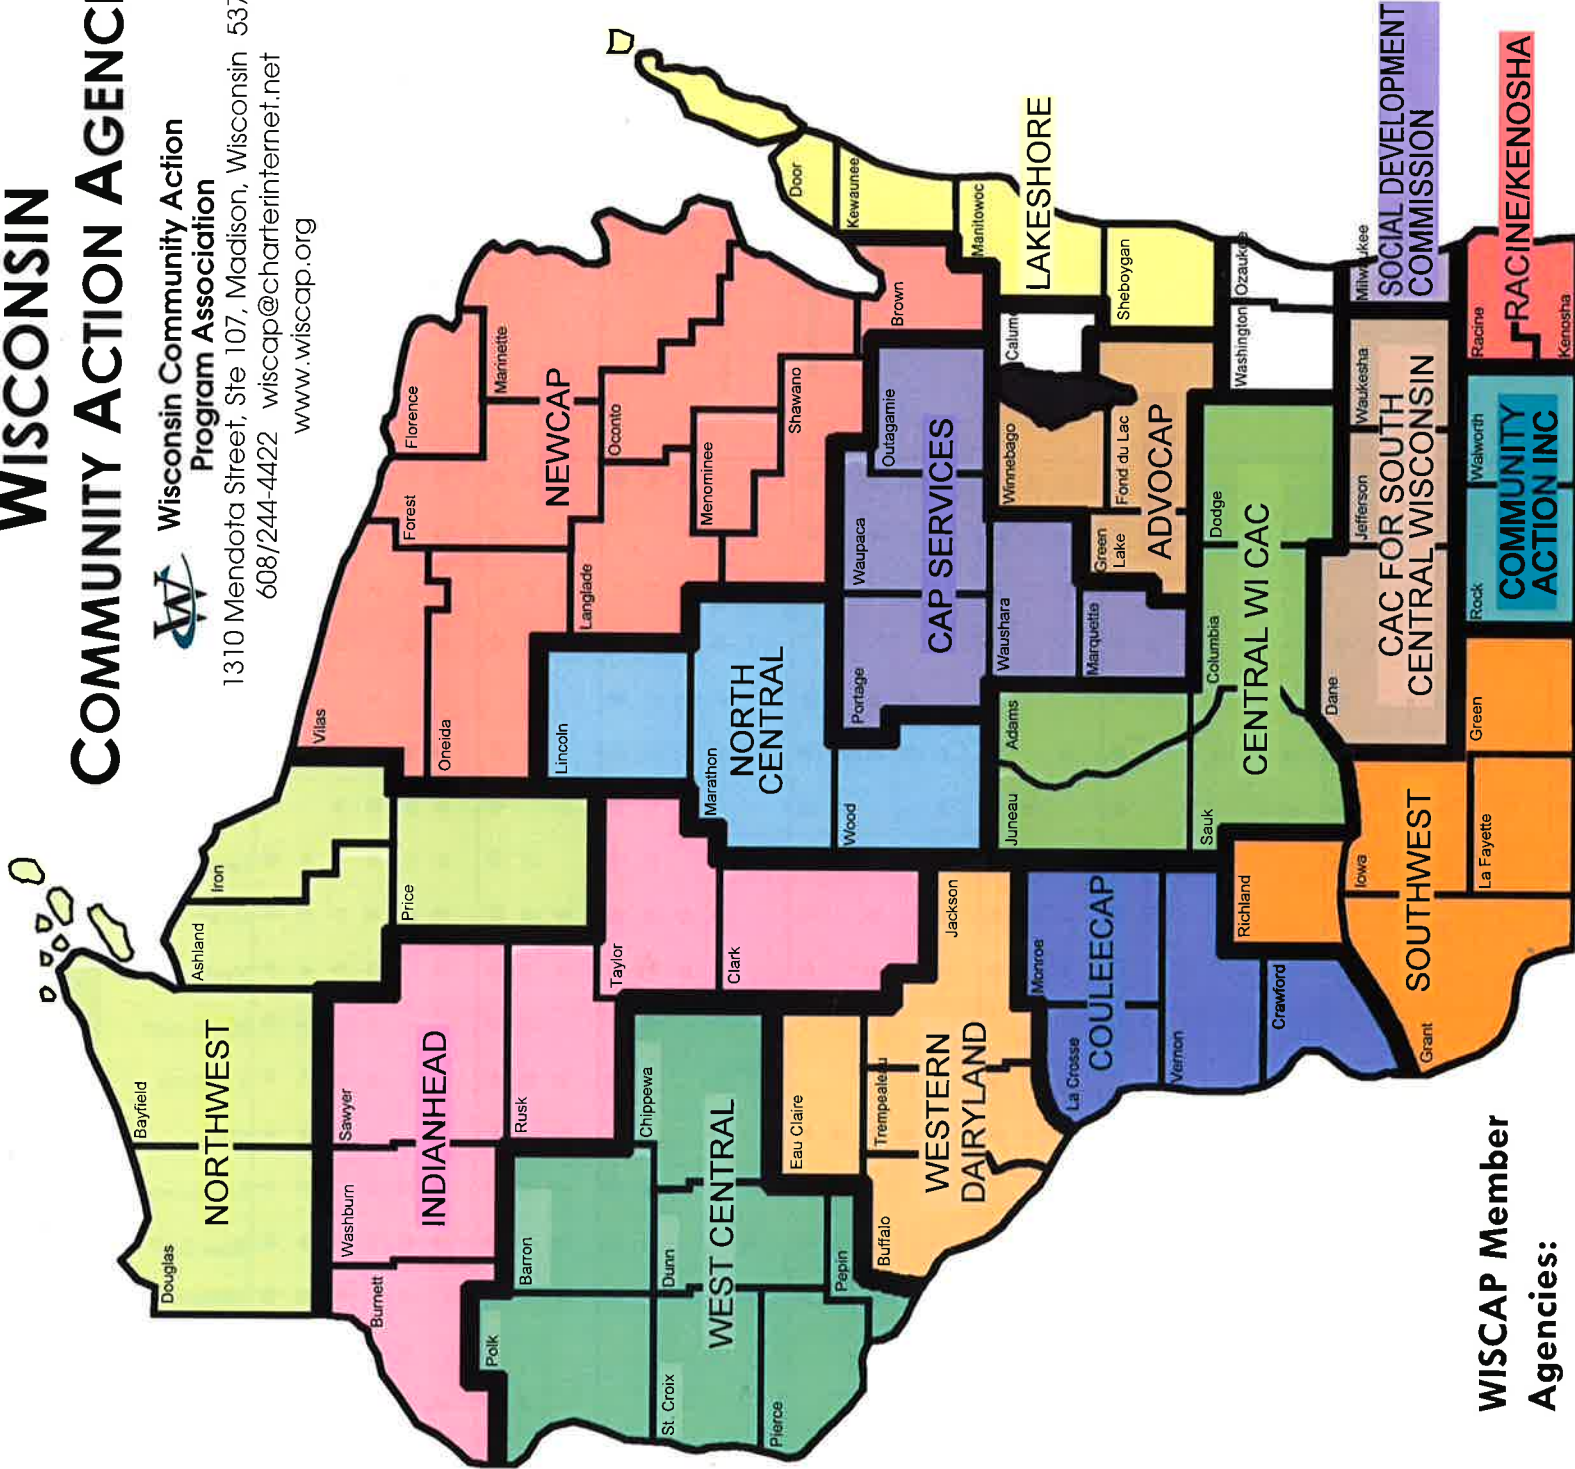 WISCONSIN
COMMUNITY ACTION AGENCI
Wisconsin Community Action
Program Association
1310 Mendota Street, Ste 107, Madison, Wisconsin 537
608/244-4422 wiscap@charterinternet.net
www.wiscap.org
Douglas
Bayfield
NORTHWEST
Ashland
Iron
Price
Burnett
Washburn
Sawyer
INDIANHEAD
Rusk
Taylor
Clark
Vilas
Oneida
Forest
Florence
Marinette
NEWCAP
Langlade
Oconto
Menominee
Shawano
Brown
Polk
Barron
Chippewa
St. Croix
Dunn
WEST CENTRAL
Pierce
Pepin
Lincoln
Marathon
NORTH
CENTRAL
Wood
Eau Claire
Buffalo
Trempealeau
Jackson
WESTERN
DAIRYLAND
Portage
Waupaca
Outagamie
CAP SERVICES
Waushara
Marquette
Door
Kewaunee
Manitowoc
LAKESHORE
Sheboygan
Calume
Winnebago
Green
Lake
Fond du Lac
ADVOCAP
La Crosse
Monroe
COULEECAP
Vernon
Crawford
Juneau
Adams
Sauk
Columbia
Dodge
CENTRAL WI CAC
Washington
Ozaukee
Richland
Grant
Iowa
SOUTHWEST
La Fayette
Green
Dane
Jefferson
Waukesha
CAC FOR SOUTH
CENTRAL WISCONSIN
Milwaukee
SOCIAL DEVELOPMENT
COMMISSION
Rock
Walworth
COMMUNITY
ACTION INC
Racine
RACINE/KENOSHA
Kenosha
WISCAP Member
Agencies: